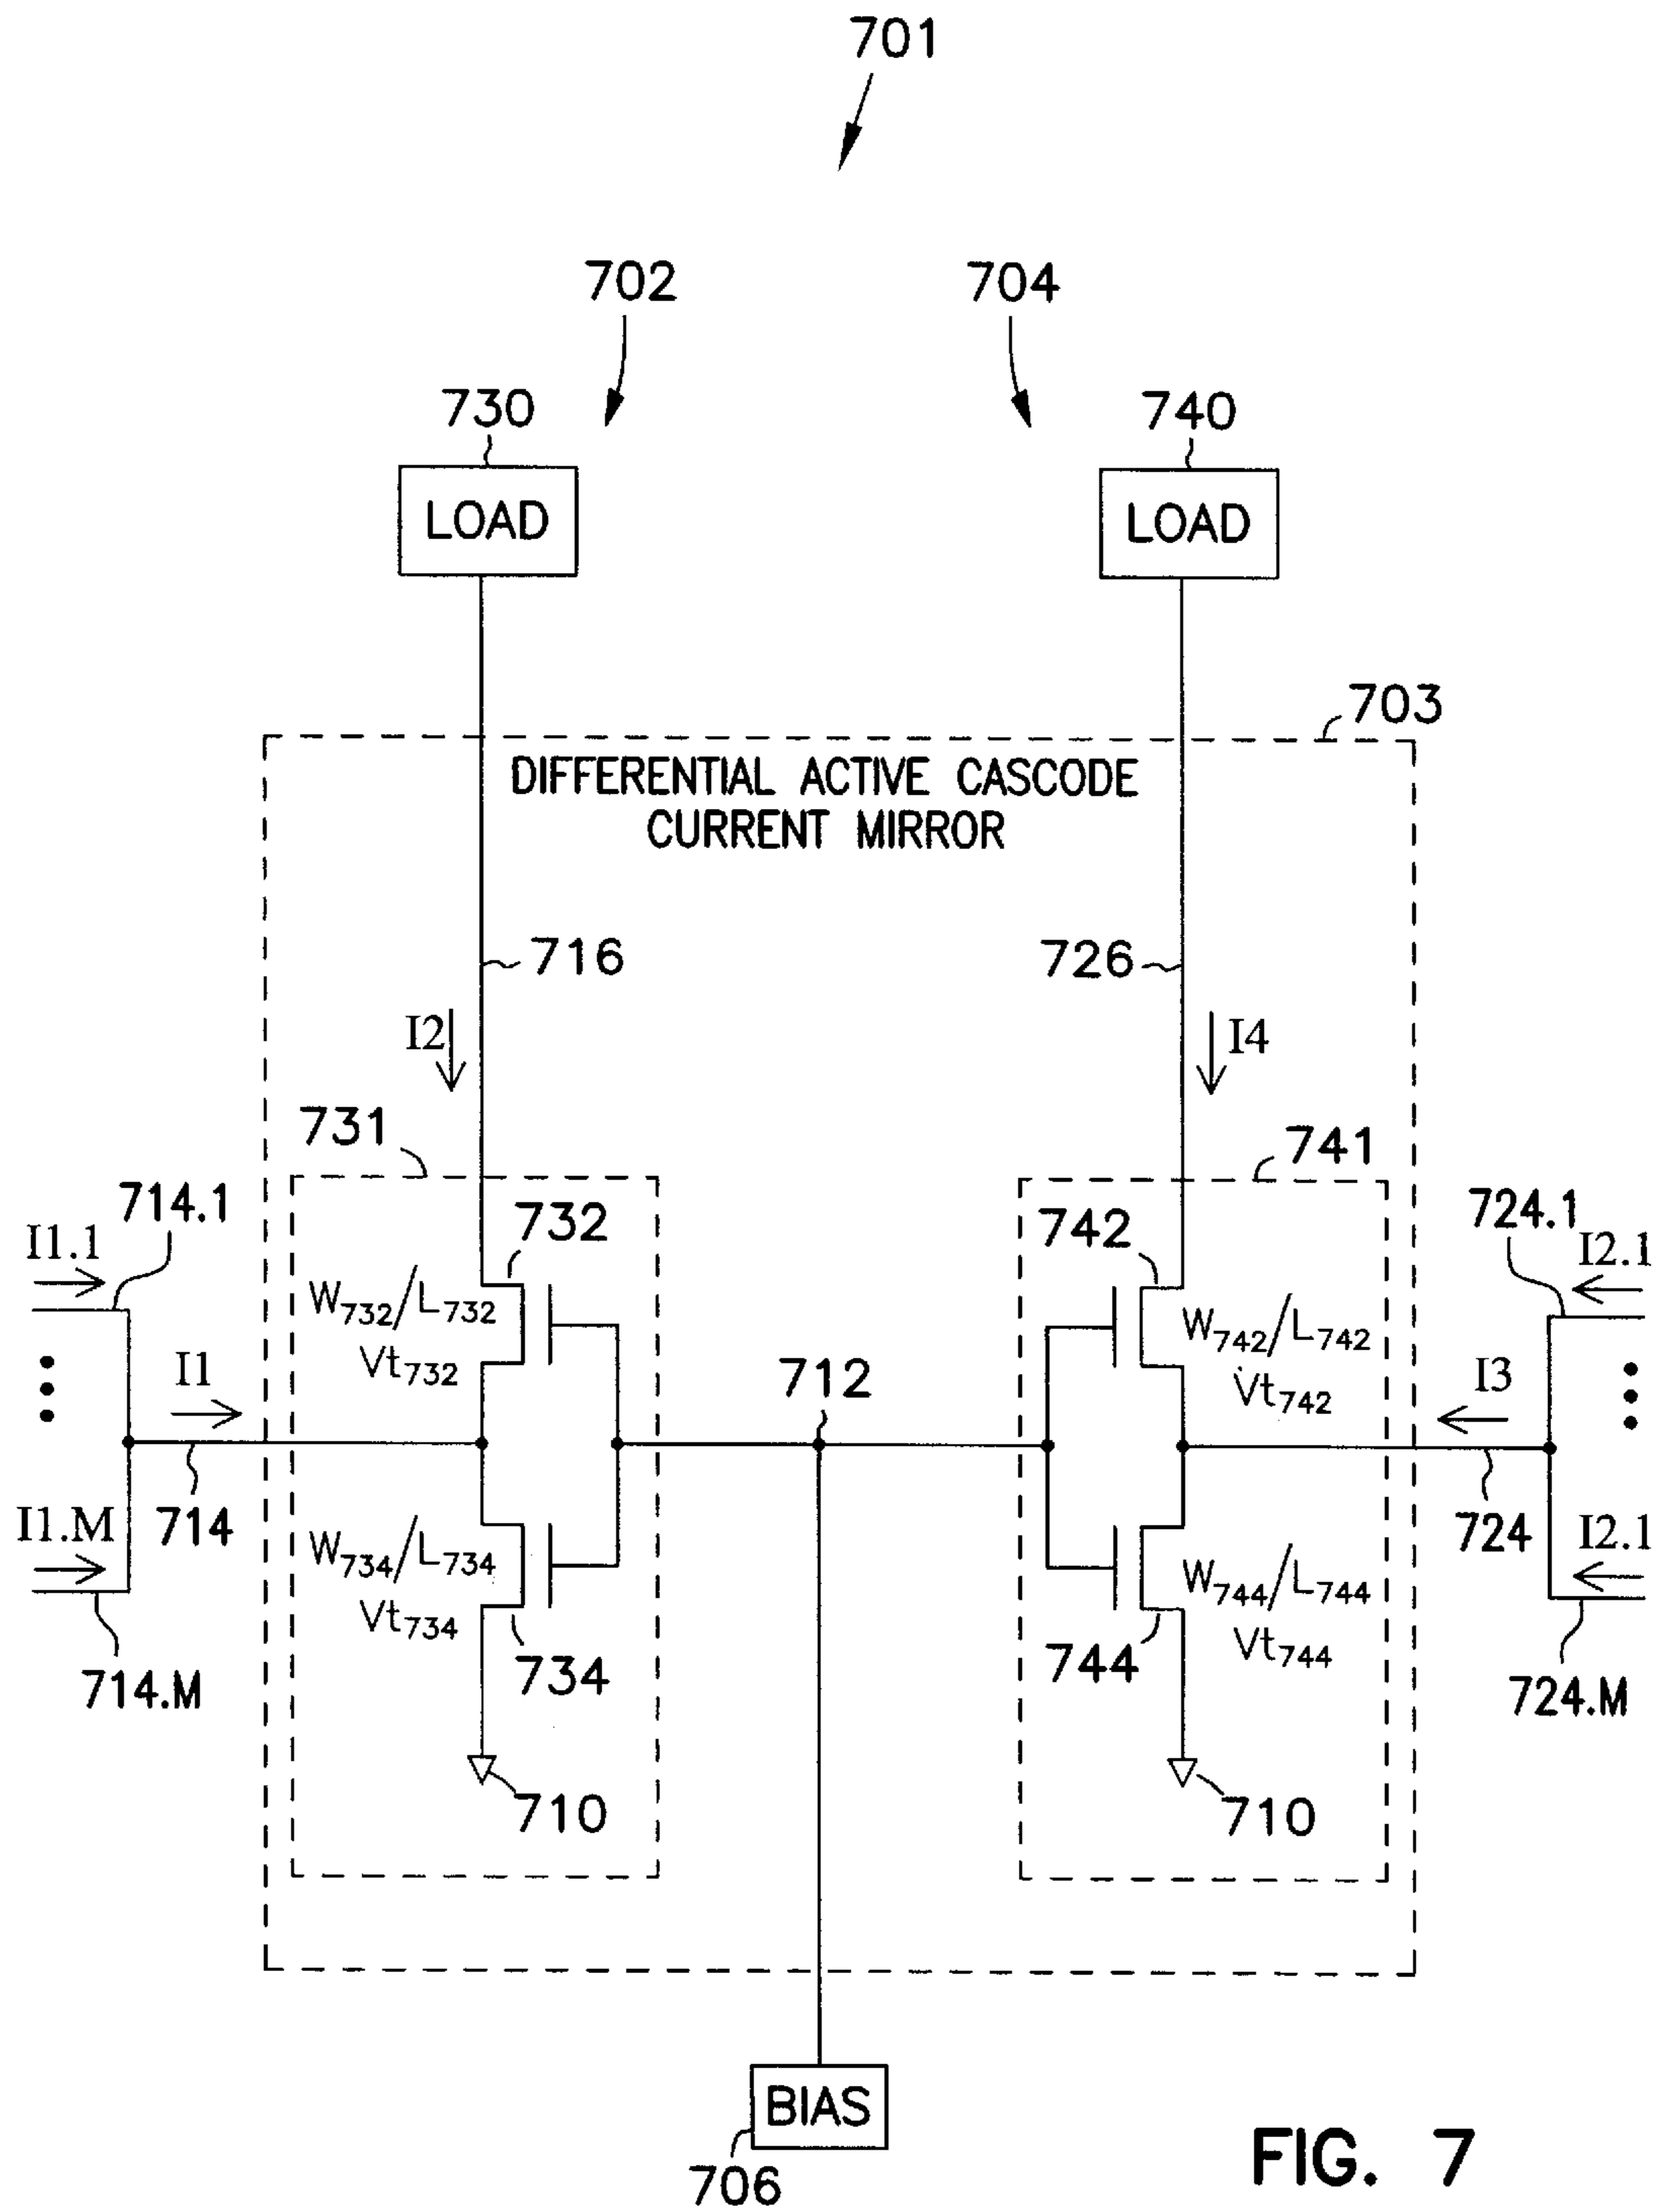 701
702
704
730
740
LOAD
LOAD
703
DIFFERENTIAL ACTIVE CASCODE
CURRENT MIRROR
716
726
I2
I4
731
741
714.1
732
742
724.1
I1.1
I2.1
W732/L732
Vt732
W742/L742
Vt742
I1
712
I3
I1.M
714
724
I2.1
W734/L734
Vt734
W744/L744
Vt744
714.M
734
744
724.M
710
710
BIAS
706
FIG. 7